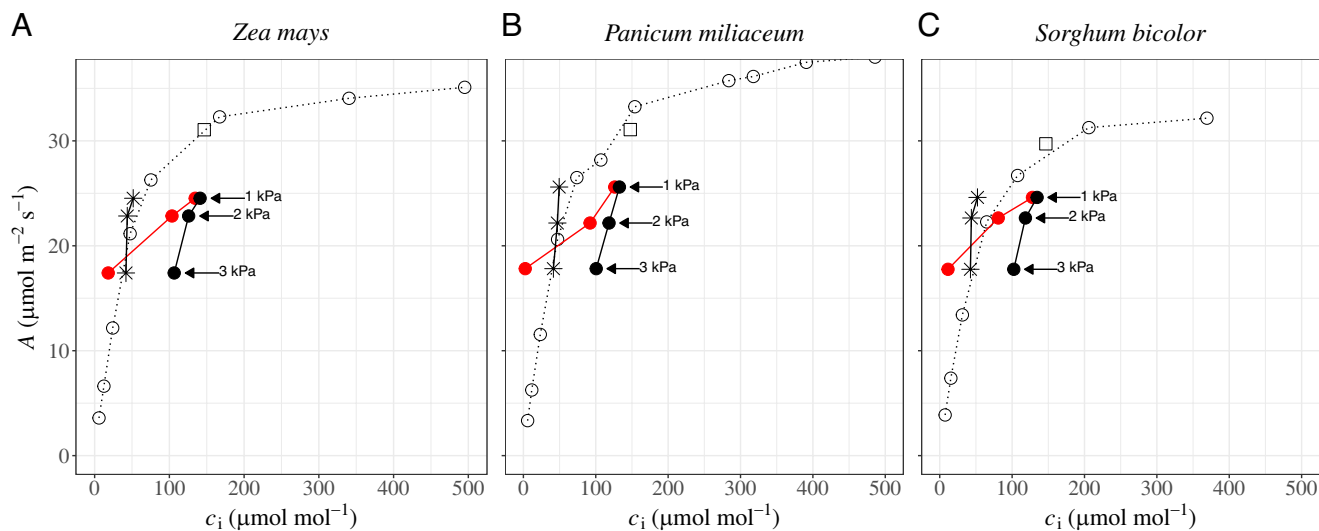 A Zea mays
B Panicum miliaceum
C Sorghum bicolor
A (μmol m⁻² s⁻¹)
30
20
10
0
1 kPa
2 kPa
3 kPa
1 kPa
2 kPa
3 kPa
1 kPa
2 kPa
3 kPa
0 100 200 300 400 500
0 100 200 300 400 500
0 100 200 300 400 500
cᵢ (μmol mol⁻¹)
cᵢ (μmol mol⁻¹)
cᵢ (μmol mol⁻¹)